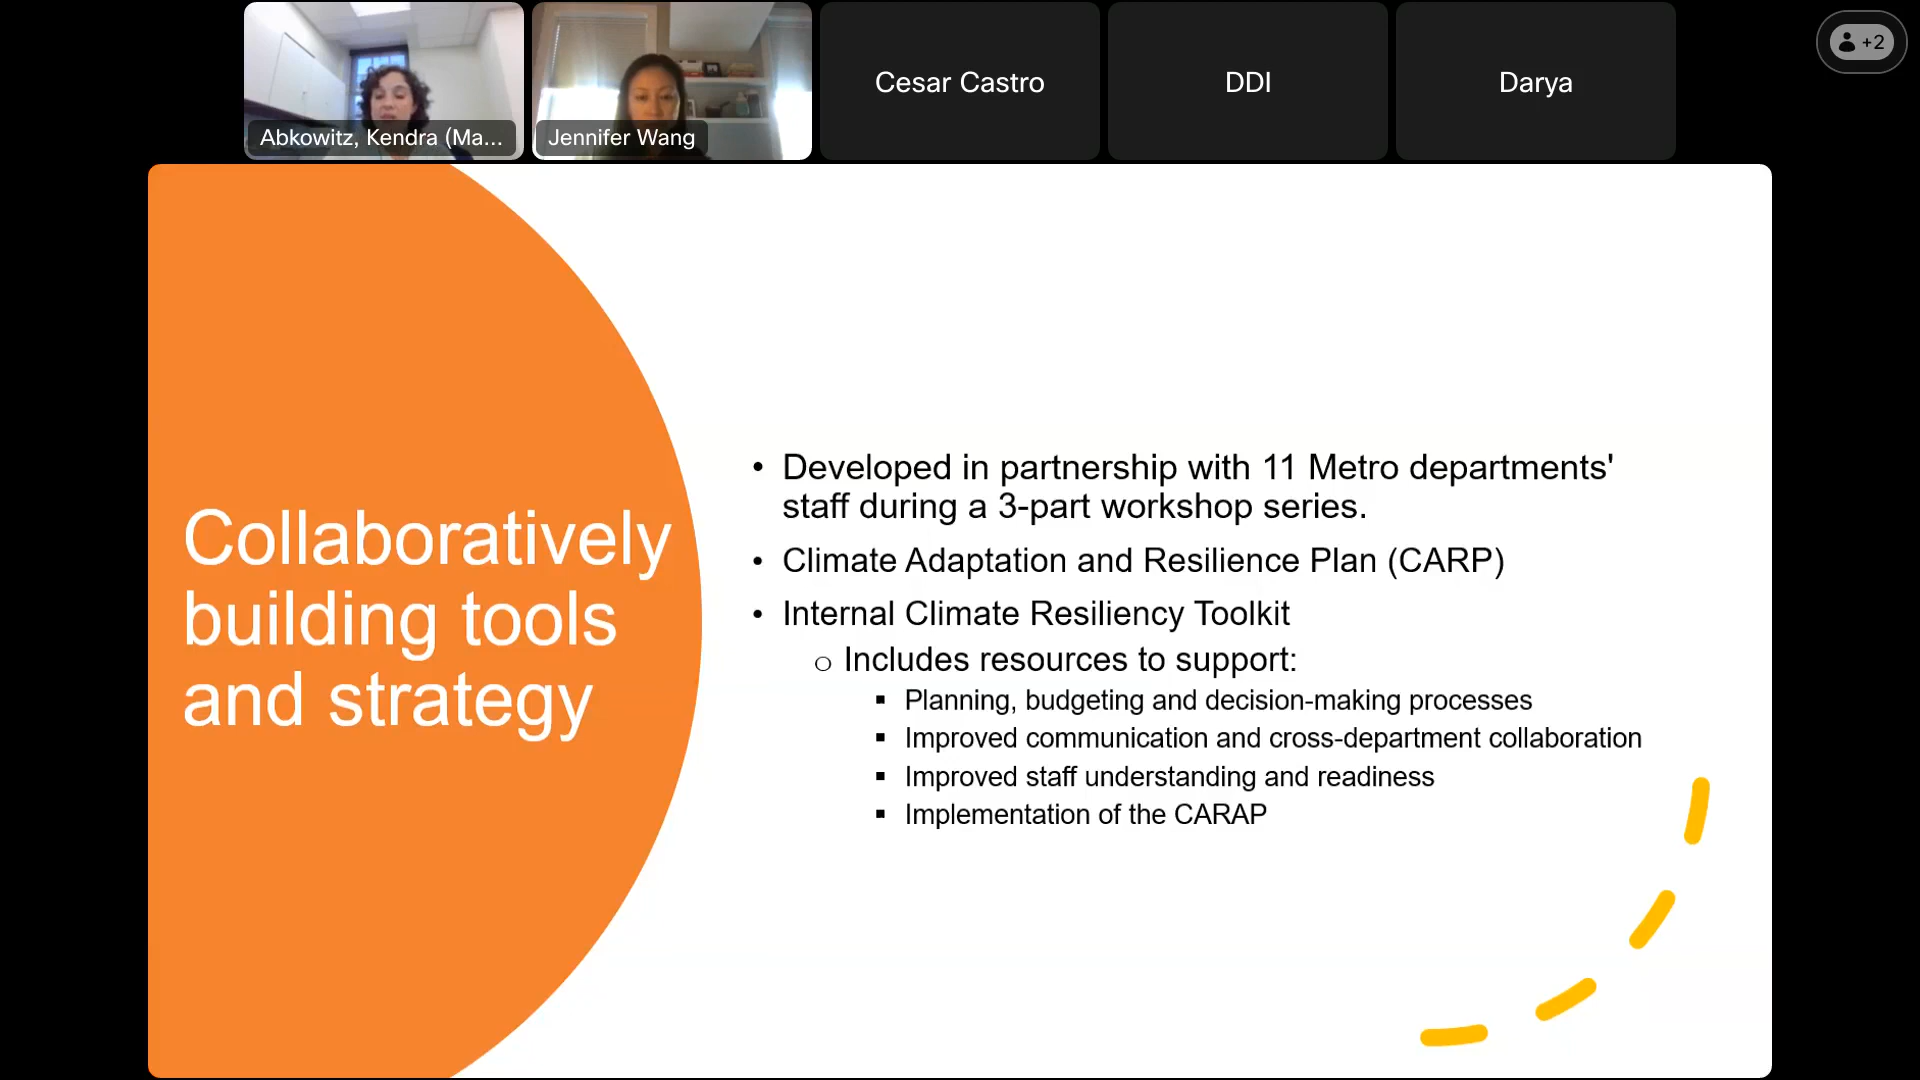 Abkowitz, Kendra (Ma...
Jennifer Wang
Cesar Castro
DDI
Darya
+2
Collaboratively
building tools
and strategy
• Developed in partnership with 11 Metro departments'
staff during a 3-part workshop series.
• Climate Adaptation and Resilience Plan (CARP)
• Internal Climate Resiliency Toolkit
o Includes resources to support:
▪ Planning, budgeting and decision-making processes
▪ Improved communication and cross-department collaboration
▪ Improved staff understanding and readiness
▪ Implementation of the CARAP